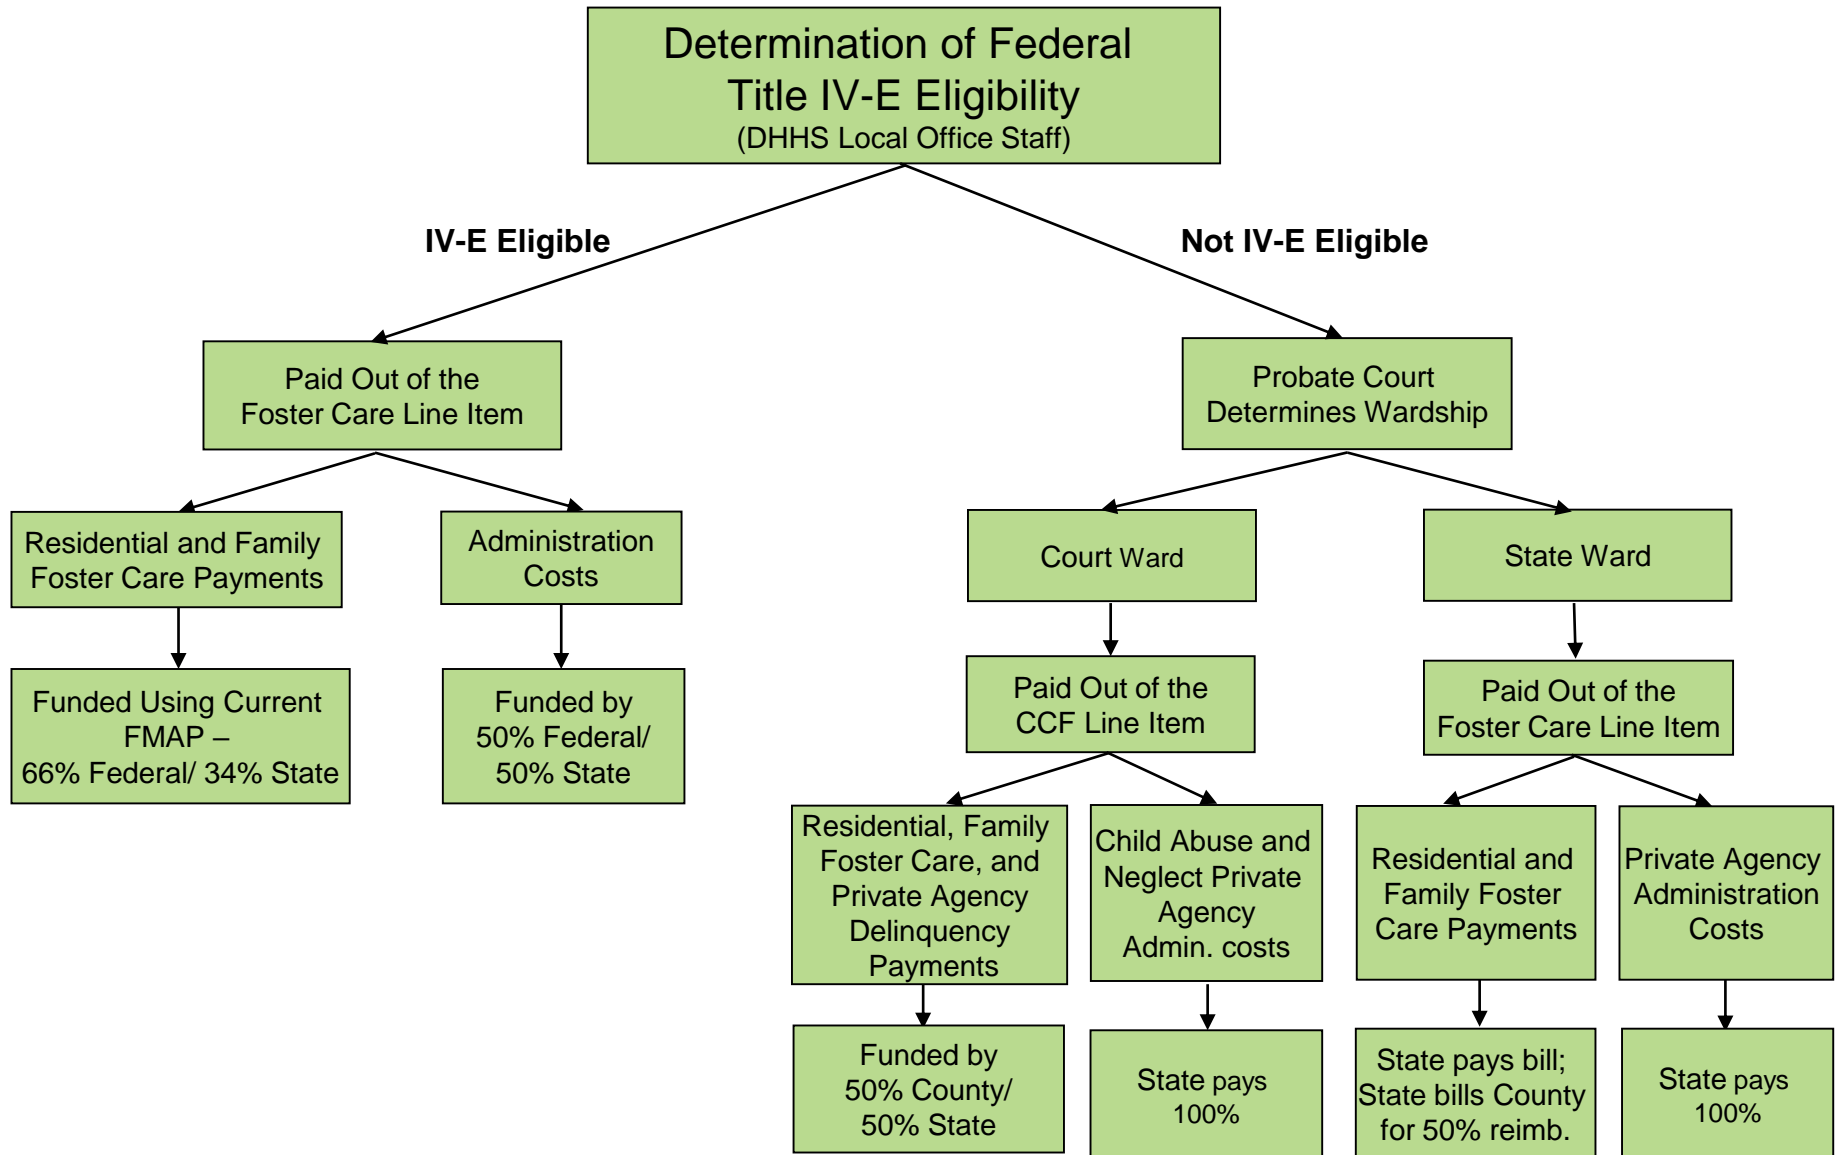 Determination of Federal
Title IV-E Eligibility
(DHHS Local Office Staff)
IV-E Eligible
Not IV-E Eligible
Paid Out of the
Foster Care Line Item
Probate Court
Determines Wardship
Residential and Family
Foster Care Payments
Administration
Costs
Court Ward
State Ward
Funded Using Current
FMAP –
66% Federal/ 34% State
Funded by
50% Federal/
50% State
Paid Out of the
CCF Line Item
Paid Out of the
Foster Care Line Item
Residential, Family
Foster Care, and
Private Agency
Delinquency
Payments
Child Abuse and
Neglect Private
Agency
Admin. costs
Residential and
Family Foster
Care Payments
Private Agency
Administration
Costs
Funded by
50% County/
50% State
State pays
100%
State pays bill;
State bills County
for 50% reimb.
State pays
100%